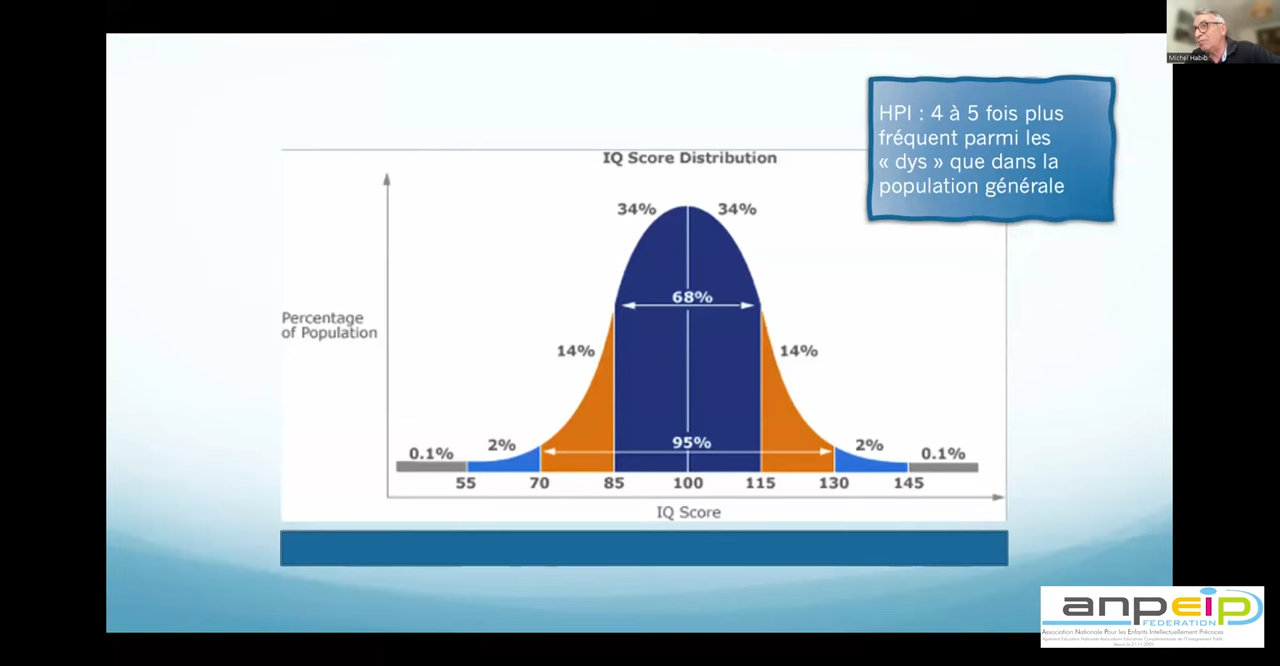 Michel Habib
HPI : 4 à 5 fois plus
fréquent parmi les
« dys » que dans la
population générale
IQ Score Distribution
34% 34%
68%
Percentage
of Population
14% 14%
95%
0.1% 2% 2% 0.1%
55 70 85 100 115 130 145
IQ Score
anpeip
FEDERATION
Association Nationale Pour les Enfants Intellectuellement Précoces